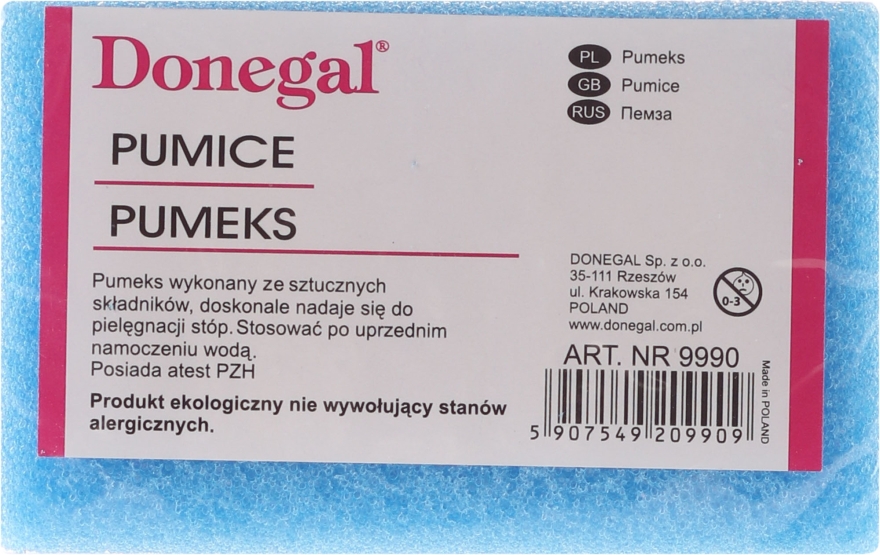 Donegal®
PUMICE
PUMEKS
Pumeks wykonany ze sztucznych
składników, doskonale nadaje się do
pielęgnacji stóp. Stosować po uprzednim
namoczeniu wodą.
Posiada atest PZH
Produkt ekologiczny nie wywołujący stanów
alergicznych.
PL Pumeks
GB Pumice
RUS Пемза
DONEGAL Sp. z o.o.
35-111 Rzeszów
ul. Krakowska 154
POLAND
www.donegal.com.pl
0-3
ART. NR 9990
5 907549 209909
Made in POLAND